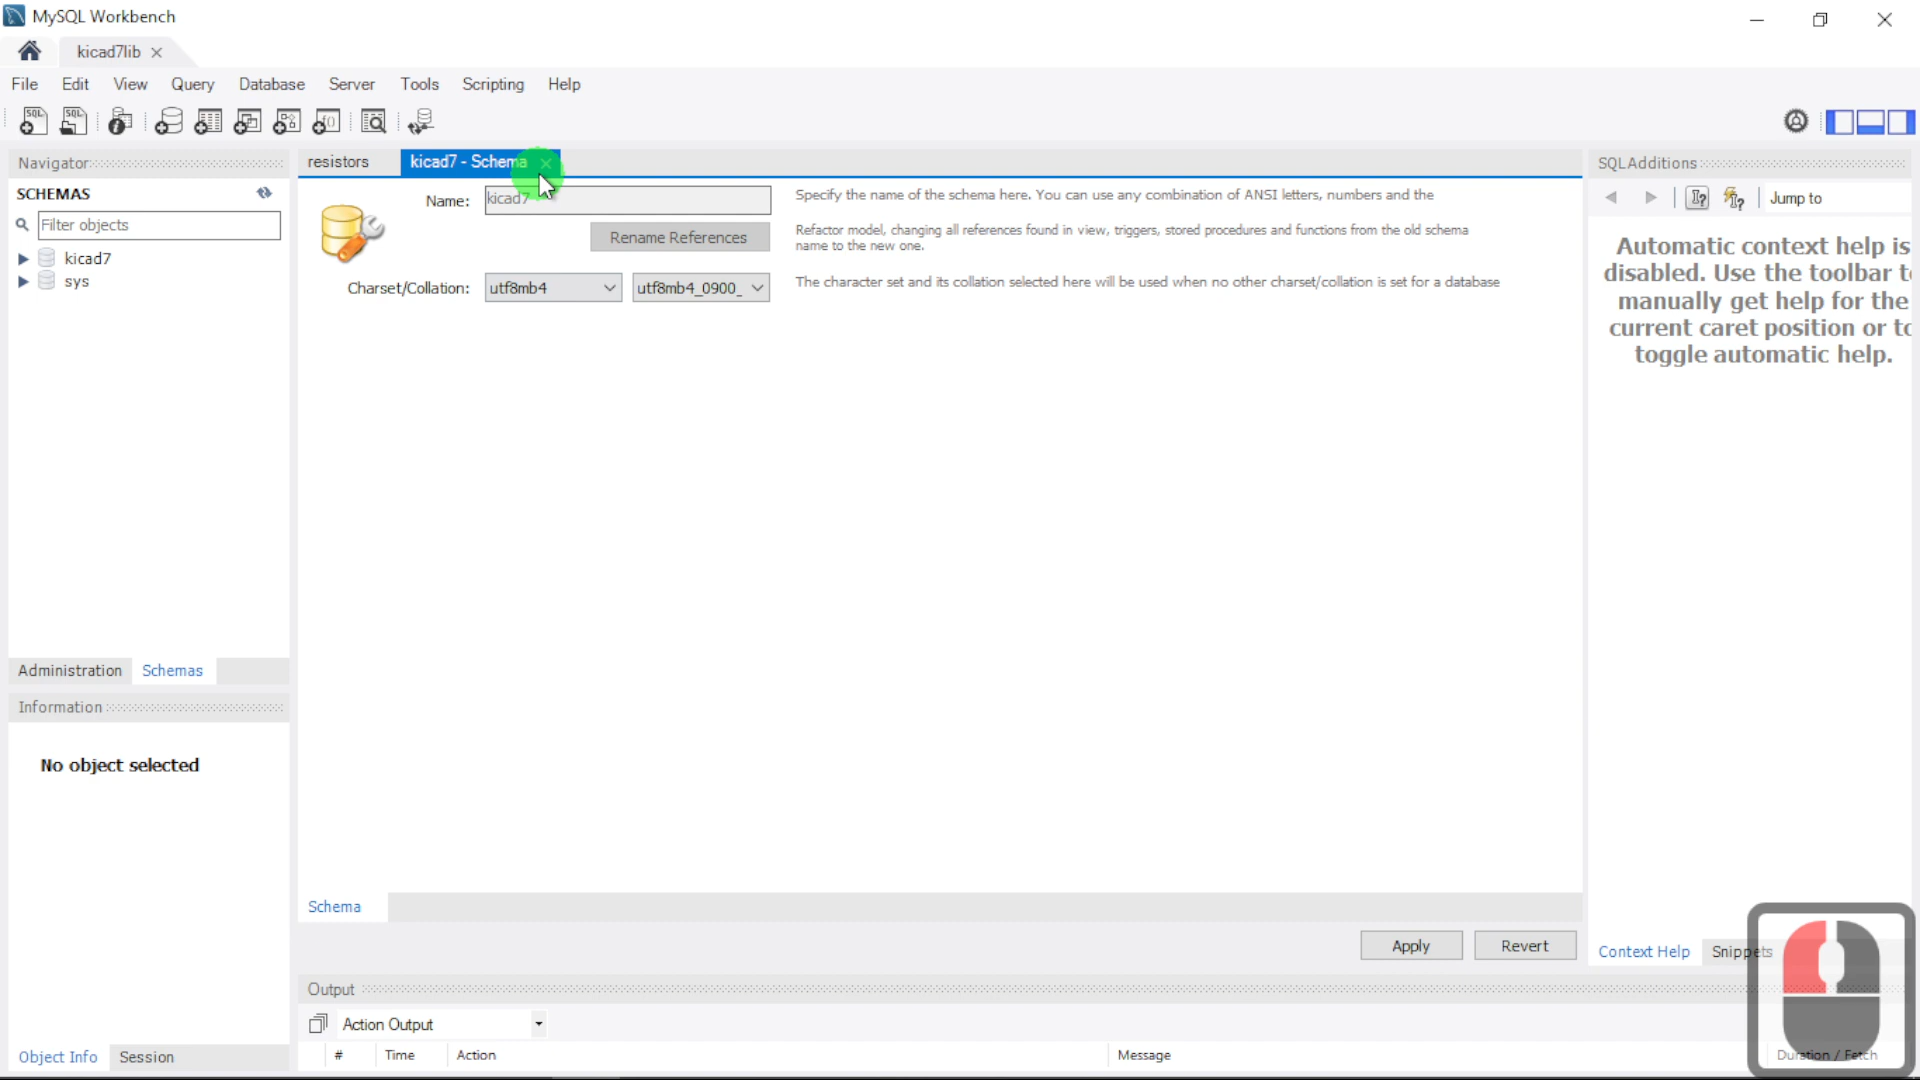 MySQL Workbench
kicad7lib
File Edit View Query Database Server Tools Scripting Help
Navigator
SCHEMAS
Filter objects
kicad7
sys
Administration Schemas
Information
No object selected
Object Info Session
resistors kicad7 - Schema
Name: kicad7
Specify the name of the schema here. You can use any combination of ANSI letters, numbers and the
Rename References
Refactor model, changing all references found in view, triggers, stored procedures and functions from the old schema
name to the new one.
Charset/Collation: utf8mb4 utf8mb4_0900_
The character set and its collation selected here will be used when no other charset/collation is set for a database
Schema
Apply Revert
Output
Action Output
# Time Action Message Duration / Fetch
SQLAdditions
Jump to
Automatic context help is
disabled. Use the toolbar t
manually get help for the
current caret position or to
toggle automatic help.
Context Help Snippets